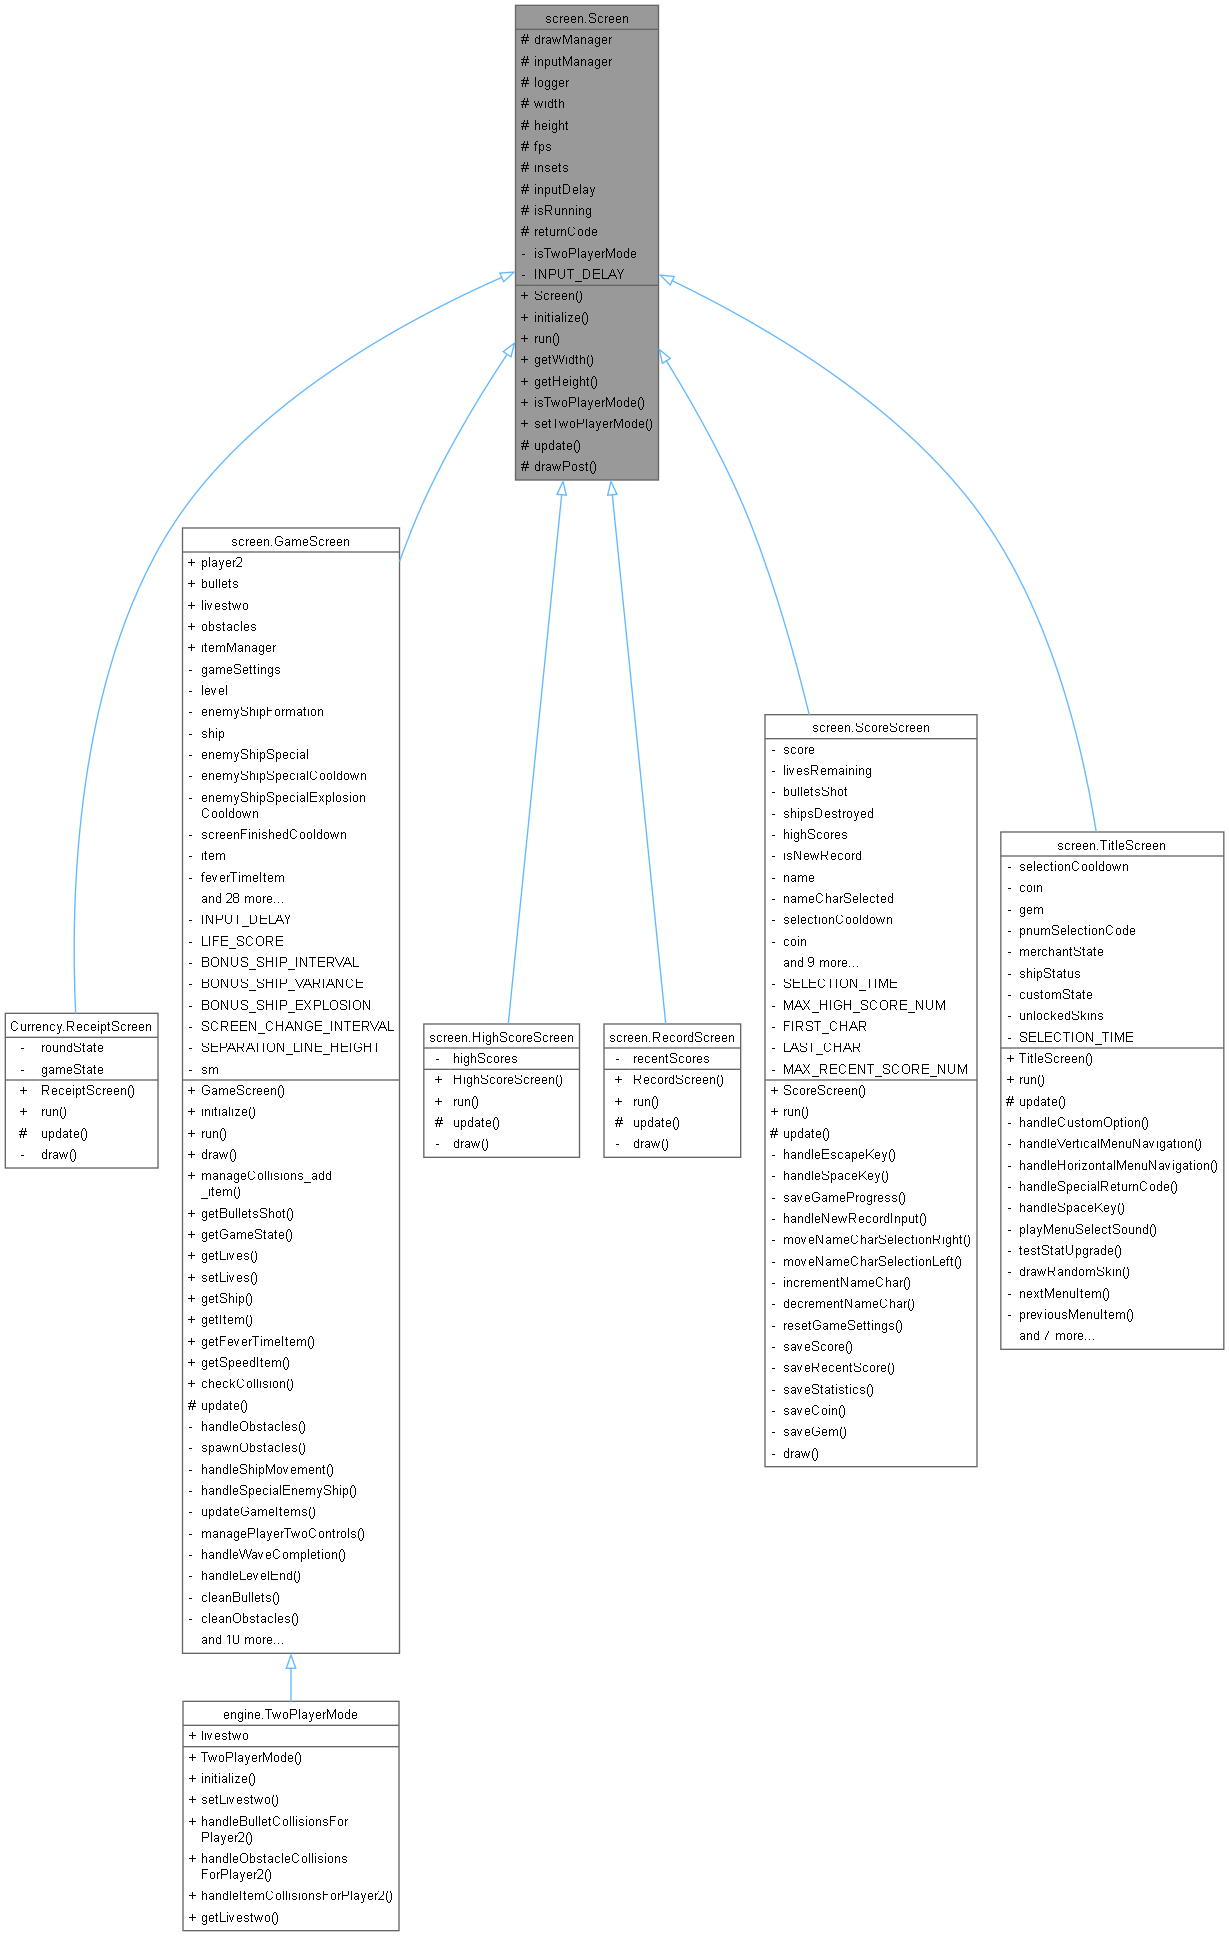 screen.Screen
# drawManager
# inputManager
# logger
# width
# height
# fps
# insets
# inputDelay
# isRunning
# returnCode
- isTwoPlayerMode
- INPUT_DELAY
+ Screen()
+ initialize()
+ run()
+ getWidth()
+ getHeight()
+ isTwoPlayerMode()
+ setTwoPlayerMode()
# update()
# drawPost()
Currency.ReceiptScreen
- roundState
- gameState
+ ReceiptScreen()
+ run()
# update()
- draw()
screen.GameScreen
+ player2
+ bullets
+ livestwo
+ obstacles
+ itemManager
- gameSettings
- level
- enemyShipFormation
- ship
- enemyShipSpecial
- enemyShipSpecialCooldown
- enemyShipSpecialExplosion
Cooldown
- screenFinishedCooldown
- item
- feverTimeItem
and 28 more...
- INPUT_DELAY
- LIFE_SCORE
- BONUS_SHIP_INTERVAL
- BONUS_SHIP_VARIANCE
- BONUS_SHIP_EXPLOSION
- SCREEN_CHANGE_INTERVAL
- SEPARATION_LINE_HEIGHT
- sm
+ GameScreen()
+ initialize()
+ run()
+ draw()
+ manageCollisions_add
_item()
+ getBulletsShot()
+ getGameState()
+ getLives()
+ setLives()
+ getShip()
+ getItem()
+ getFeverTimeItem()
+ getSpeedItem()
+ checkCollision()
# update()
- handleObstacles()
- spawnObstacles()
- handleShipMovement()
- handleSpecialEnemyShip()
- updateGameItems()
- managePlayerTwoControls()
- handleWaveCompletion()
- handleLevelEnd()
- cleanBullets()
- cleanObstacles()
and 10 more...
engine.TwoPlayerMode
+ livestwo
+ TwoPlayerMode()
+ initialize()
+ setLivestwo()
+ handleBulletCollisionsFor
Player2()
+ handleObstacleCollisions
ForPlayer2()
+ handleItemCollisionsForPlayer2()
+ getLivestwo()
screen.HighScoreScreen
- highScores
+ HighScoreScreen()
+ run()
# update()
- draw()
screen.RecordScreen
- recentScores
+ RecordScreen()
+ run()
# update()
- draw()
screen.ScoreScreen
- score
- livesRemaining
- bulletsShot
- shipsDestroyed
- highScores
- isNewRecord
- name
- nameCharSelected
- selectionCooldown
- coin
and 9 more...
- SELECTION_TIME
- MAX_HIGH_SCORE_NUM
- FIRST_CHAR
- LAST_CHAR
- MAX_RECENT_SCORE_NUM
+ ScoreScreen()
+ run()
# update()
- handleEscapeKey()
- handleSpaceKey()
- saveGameProgress()
- handleNewRecordInput()
- moveNameCharSelectionRight()
- moveNameCharSelectionLeft()
- incrementNameChar()
- decrementNameChar()
- resetGameSettings()
- saveScore()
- saveRecentScore()
- saveStatistics()
- saveCoin()
- saveGem()
- draw()
screen.TitleScreen
- selectionCooldown
- coin
- gem
- pnumSelectionCode
- merchantState
- shipStatus
- customState
- unlockedSkins
- SELECTION_TIME
+ TitleScreen()
+ run()
# update()
- handleCustomOption()
- handleVerticalMenuNavigation()
- handleHorizontalMenuNavigation()
- handleSpecialReturnCode()
- handleSpaceKey()
- playMenuSelectSound()
- testStatUpgrade()
- drawRandomSkin()
- nextMenuItem()
- previousMenuItem()
and 7 more...